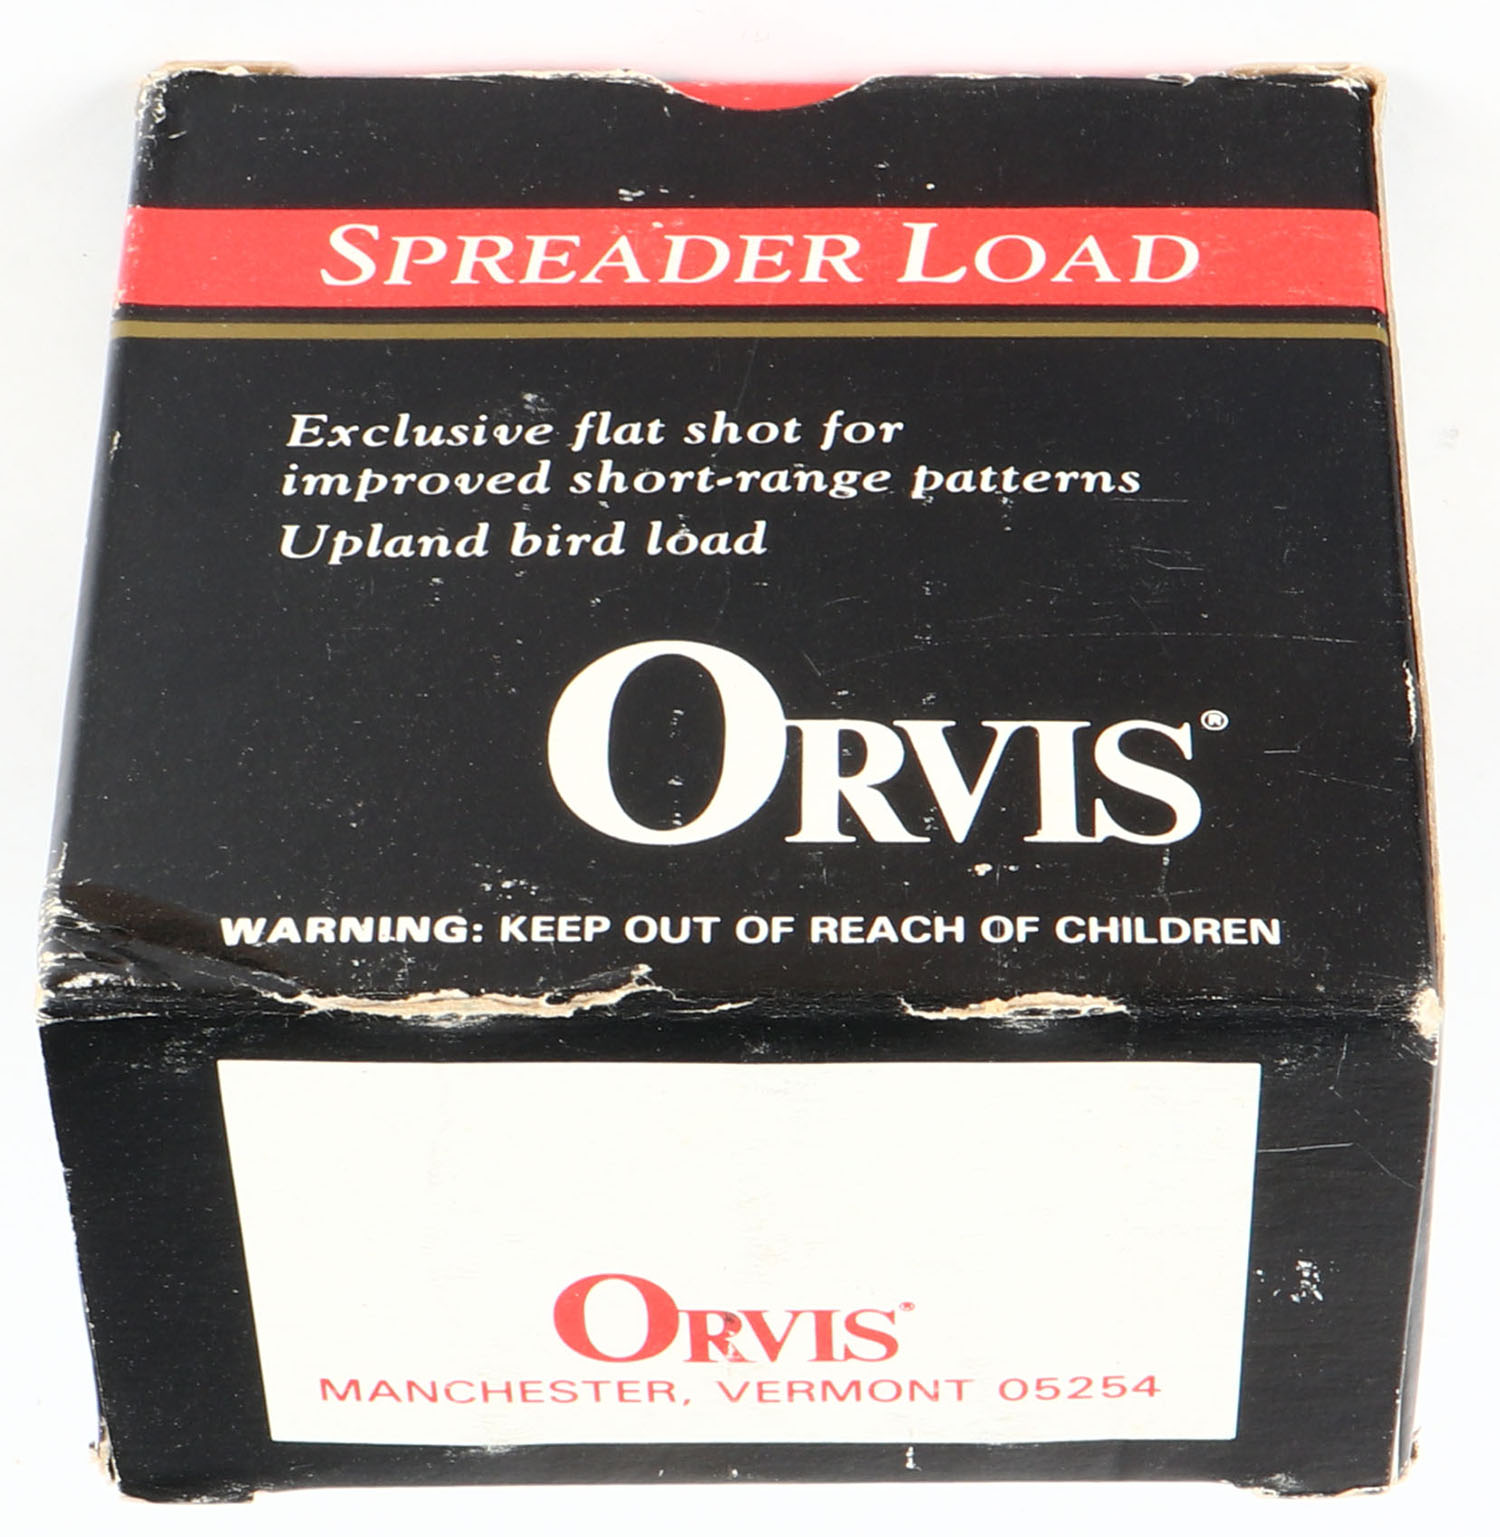 SPREADER LOAD
Exclusive flat shot for
improved short-range patterns
Upland bird load
ORVIS®
WARNING: KEEP OUT OF REACH OF CHILDREN
ORVIS®
MANCHESTER, VERMONT 05254